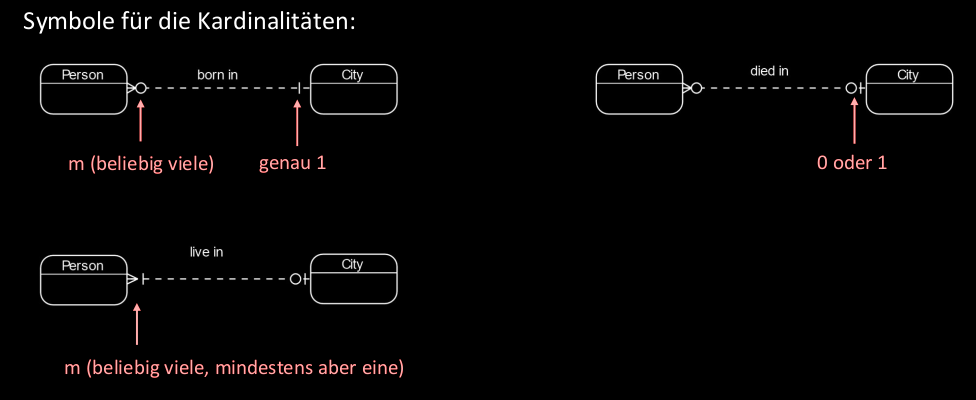 Symbole für die Kardinalitäten:
Person
born in
City
m (beliebig viele)
genau 1
Person
died in
City
0 oder 1
Person
live in
City
m (beliebig viele, mindestens aber eine)